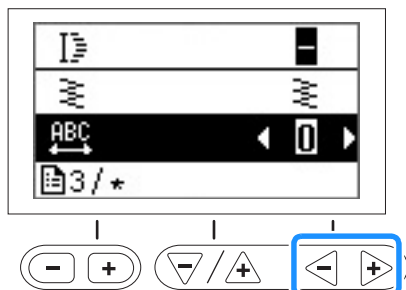 -
ABC 0
3/*
- + -/+ - +